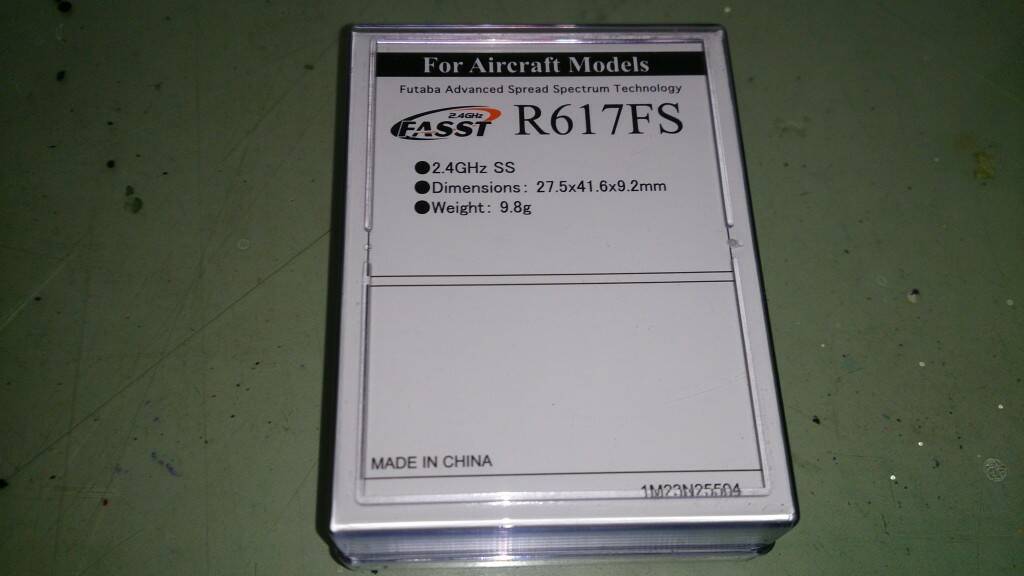 For Aircraft Models
Futaba Advanced Spread Spectrum Technology
2.4GHz
FASST R617FS
●2.4GHz SS
●Dimensions: 27.5x41.6x9.2mm
●Weight: 9.8g
MADE IN CHINA
1M23N25504